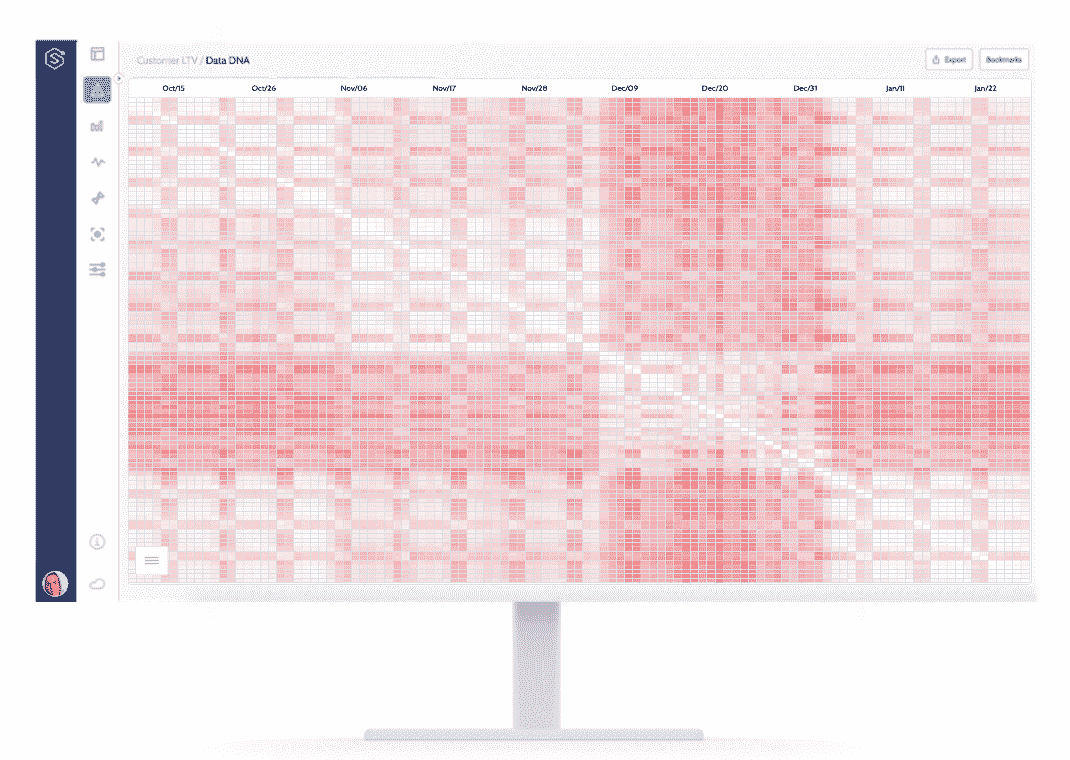 Customer LTV / Data DNA
Export
Bookmarks
Oct/15 Oct/26 Nov/06 Nov/17 Nov/28 Dec/09 Dec/20 Dec/31 Jan/11 Jan/22